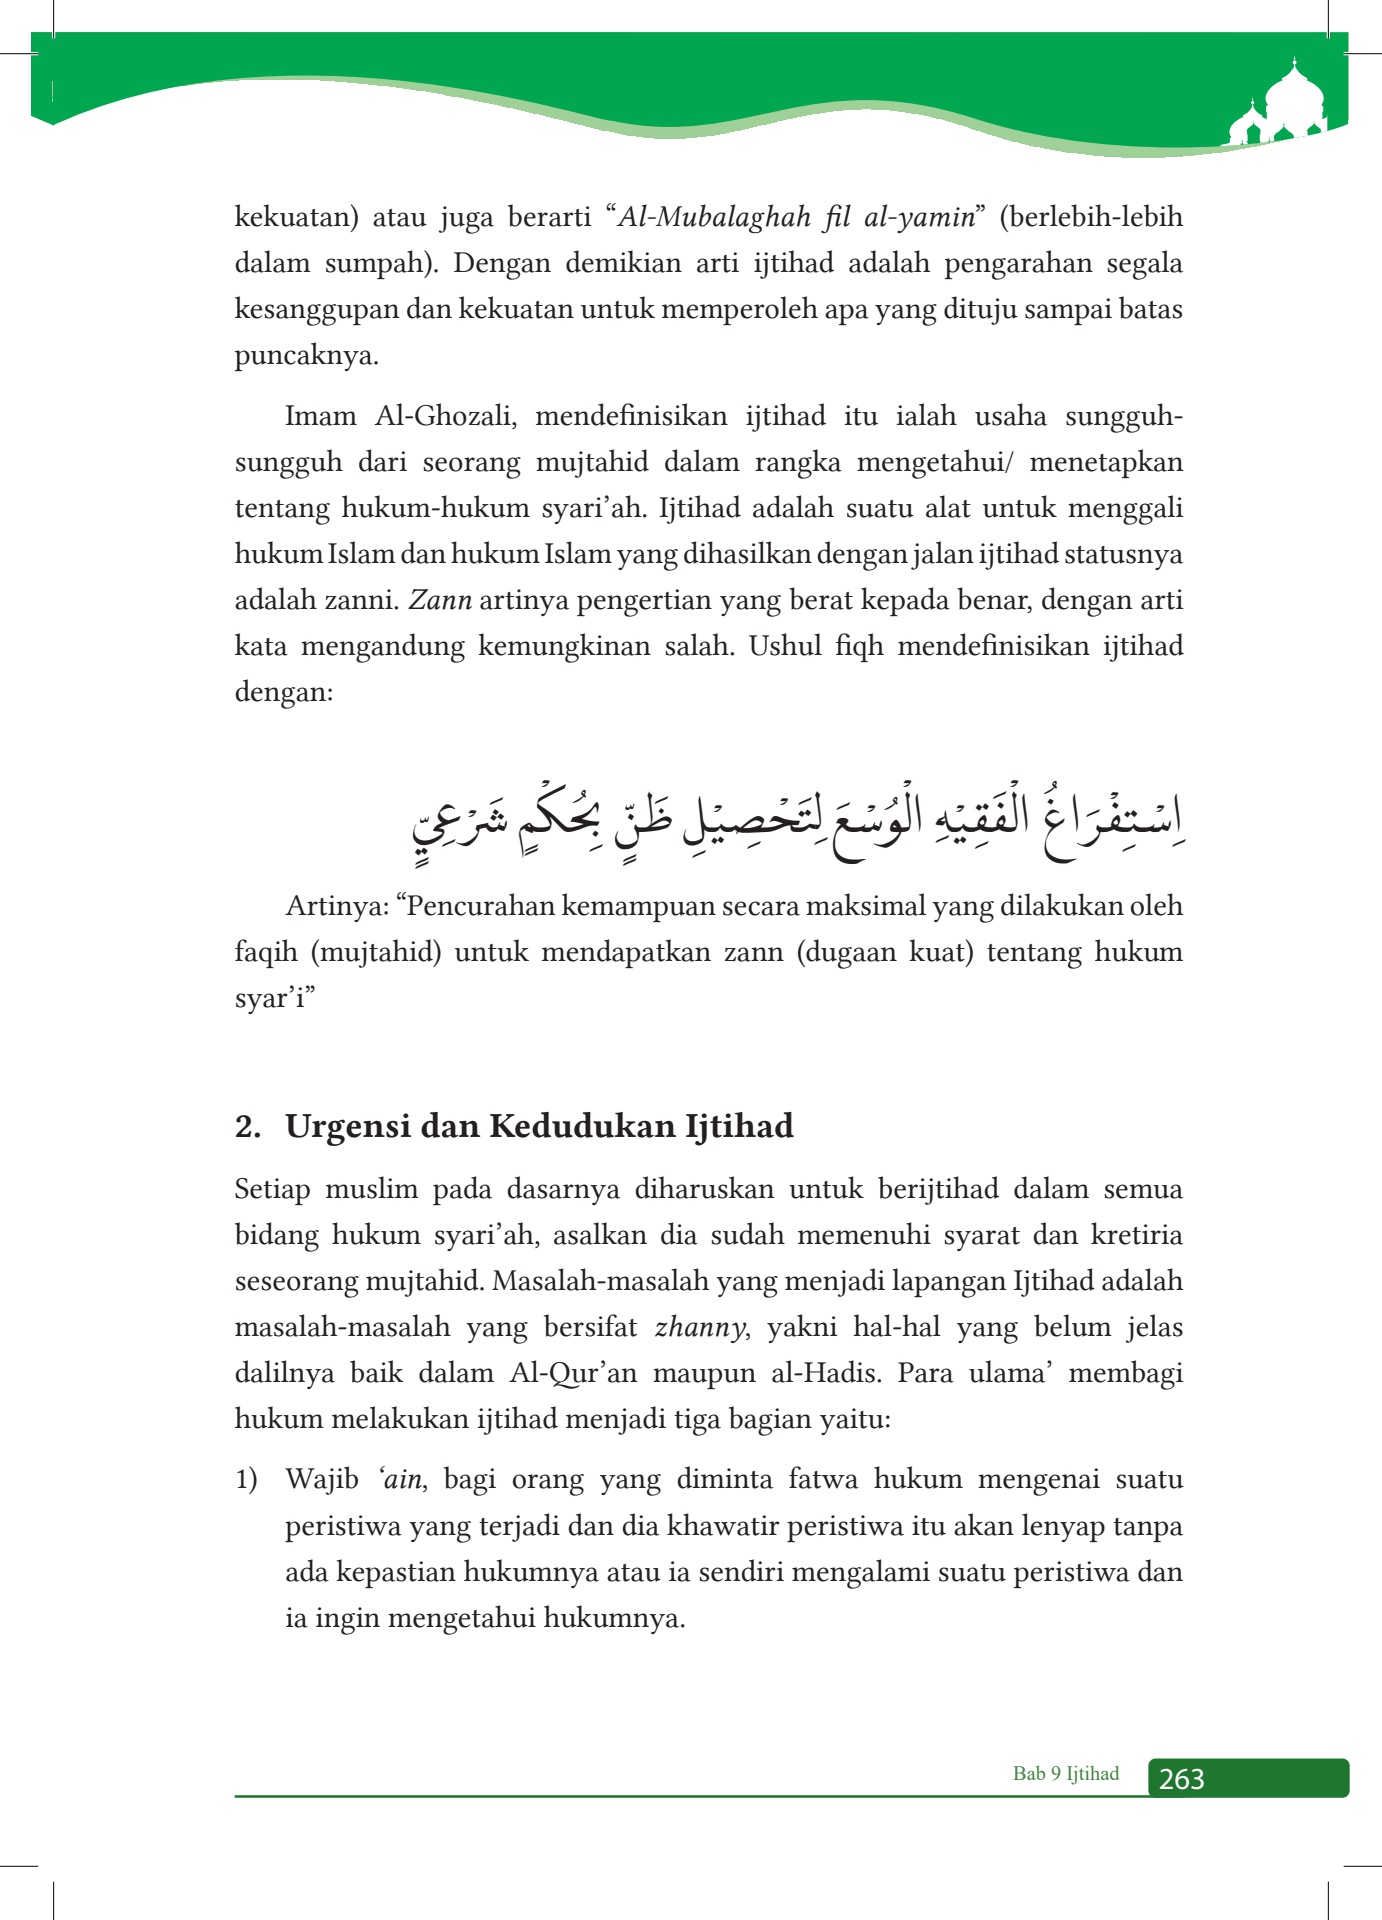 kekuatan) atau juga berarti “Al-Mubalaghah fil al-yamin” (berlebih-lebih
dalam sumpah). Dengan demikian arti ijtihad adalah pengarahan segala
kesanggupan dan kekuatan untuk memperoleh apa yang dituju sampai batas
puncaknya.
Imam Al-Ghozali, mendefinisikan ijtihad itu ialah usaha sungguh-
sungguh dari seorang mujtahid dalam rangka mengetahui/ menetapkan
tentang hukum-hukum syari’ah. Ijtihad adalah suatu alat untuk menggali
hukum Islam dan hukum Islam yang dihasilkan dengan jalan ijtihad statusnya
adalah zanni. Zann artinya pengertian yang berat kepada benar, dengan arti
kata mengandung kemungkinan salah. Ushul fiqh mendefinisikan ijtihad
dengan:
اِسْتِفْرَاغُ الْفَقِيْهِ الْوُسْعَ لِتَحْصِيْلِ ظَنٍّ بِحُكْمٍ شَرْعِيٍّ
Artinya: “Pencurahan kemampuan secara maksimal yang dilakukan oleh
faqih (mujtahid) untuk mendapatkan zann (dugaan kuat) tentang hukum
syar’i”
2. Urgensi dan Kedudukan Ijtihad
Setiap muslim pada dasarnya diharuskan untuk berijtihad dalam semua
bidang hukum syari’ah, asalkan dia sudah memenuhi syarat dan kretiria
seseorang mujtahid. Masalah-masalah yang menjadi lapangan Ijtihad adalah
masalah-masalah yang bersifat zhanny, yakni hal-hal yang belum jelas
dalilnya baik dalam Al-Qur’an maupun al-Hadis. Para ulama’ membagi
hukum melakukan ijtihad menjadi tiga bagian yaitu:
1) Wajib ‘ain, bagi orang yang diminta fatwa hukum mengenai suatu
peristiwa yang terjadi dan dia khawatir peristiwa itu akan lenyap tanpa
ada kepastian hukumnya atau ia sendiri mengalami suatu peristiwa dan
ia ingin mengetahui hukumnya.
Bab 9 Ijtihad 263